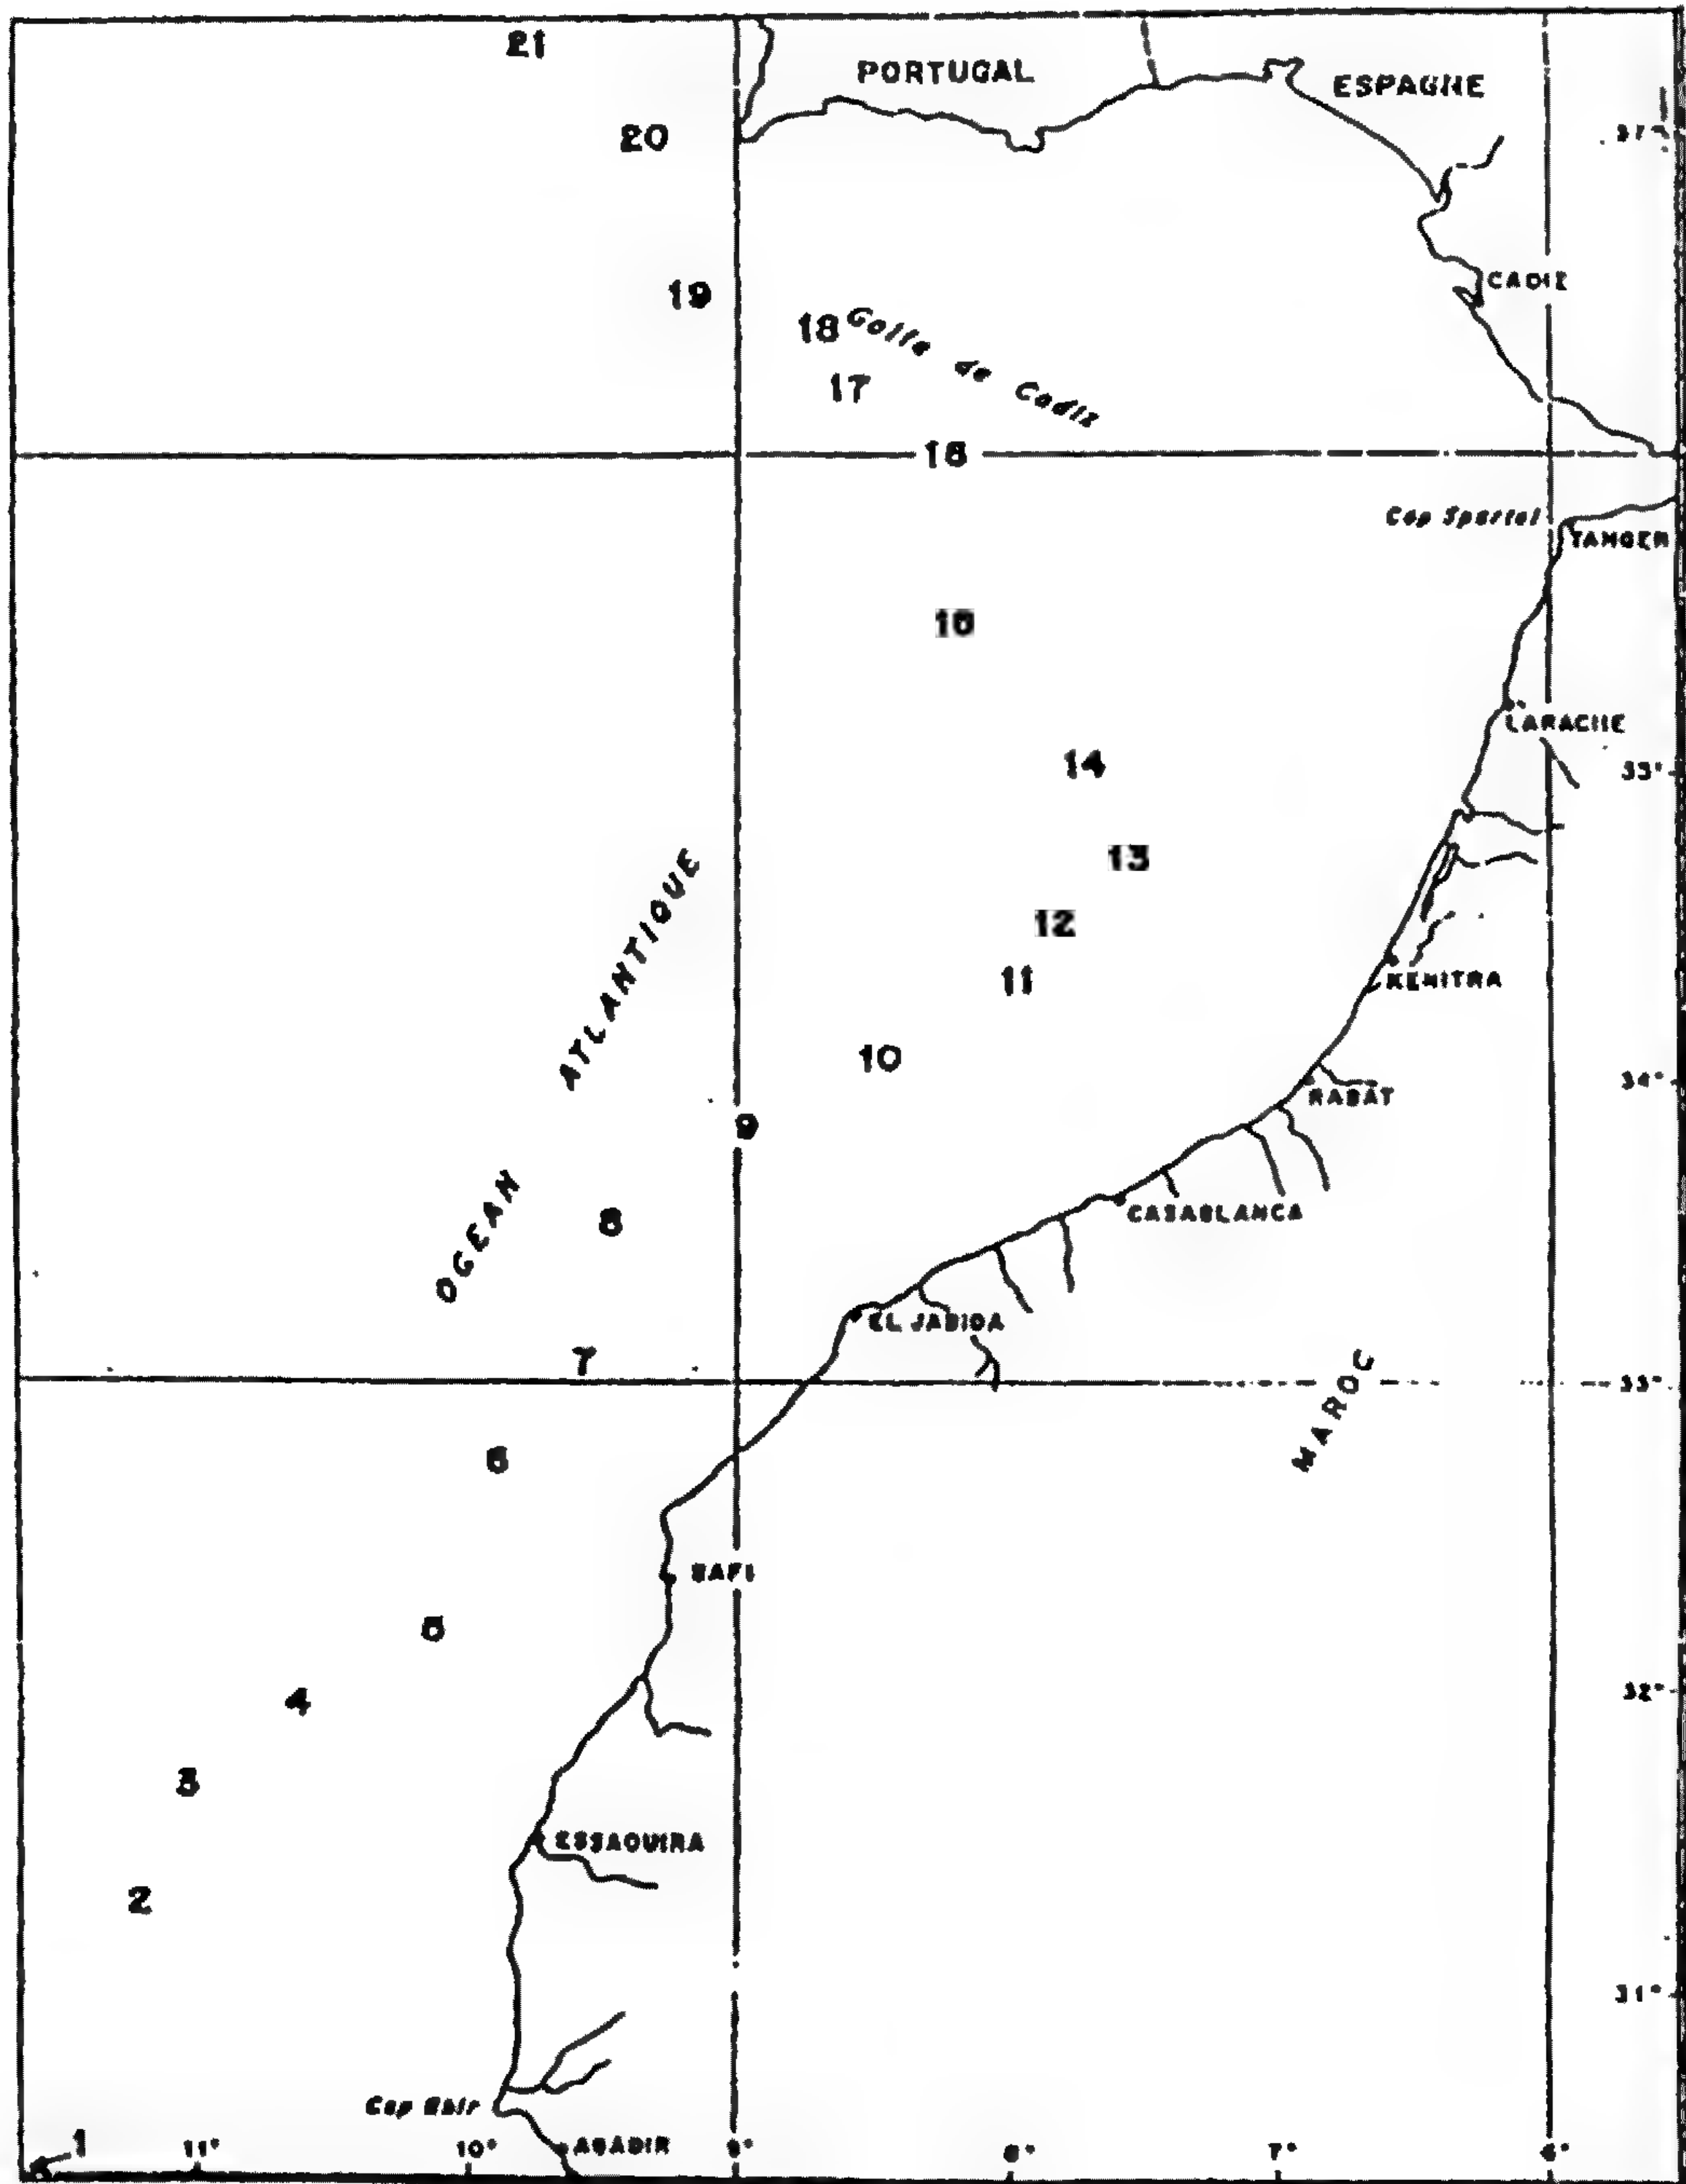 21
PORTUGAL
ESPAGNE
20
37°
CADIZ
19
18 Golfe de Cadiz
17
16
Cap Spartel
TANGER
16
LARACHE
14
35°
13
12
ATLANTIQUE
11
KENITRA
10
34°
RABAT
9
OCEAN
8
CASABLANCA
EL JADIDA
7
33°
MAROC
6
SAFI
5
4
32°
3
ESSAOUIRA
2
31°
Cap Rhir
1
11°
10°
AGADIR
9°
8°
7°
6°